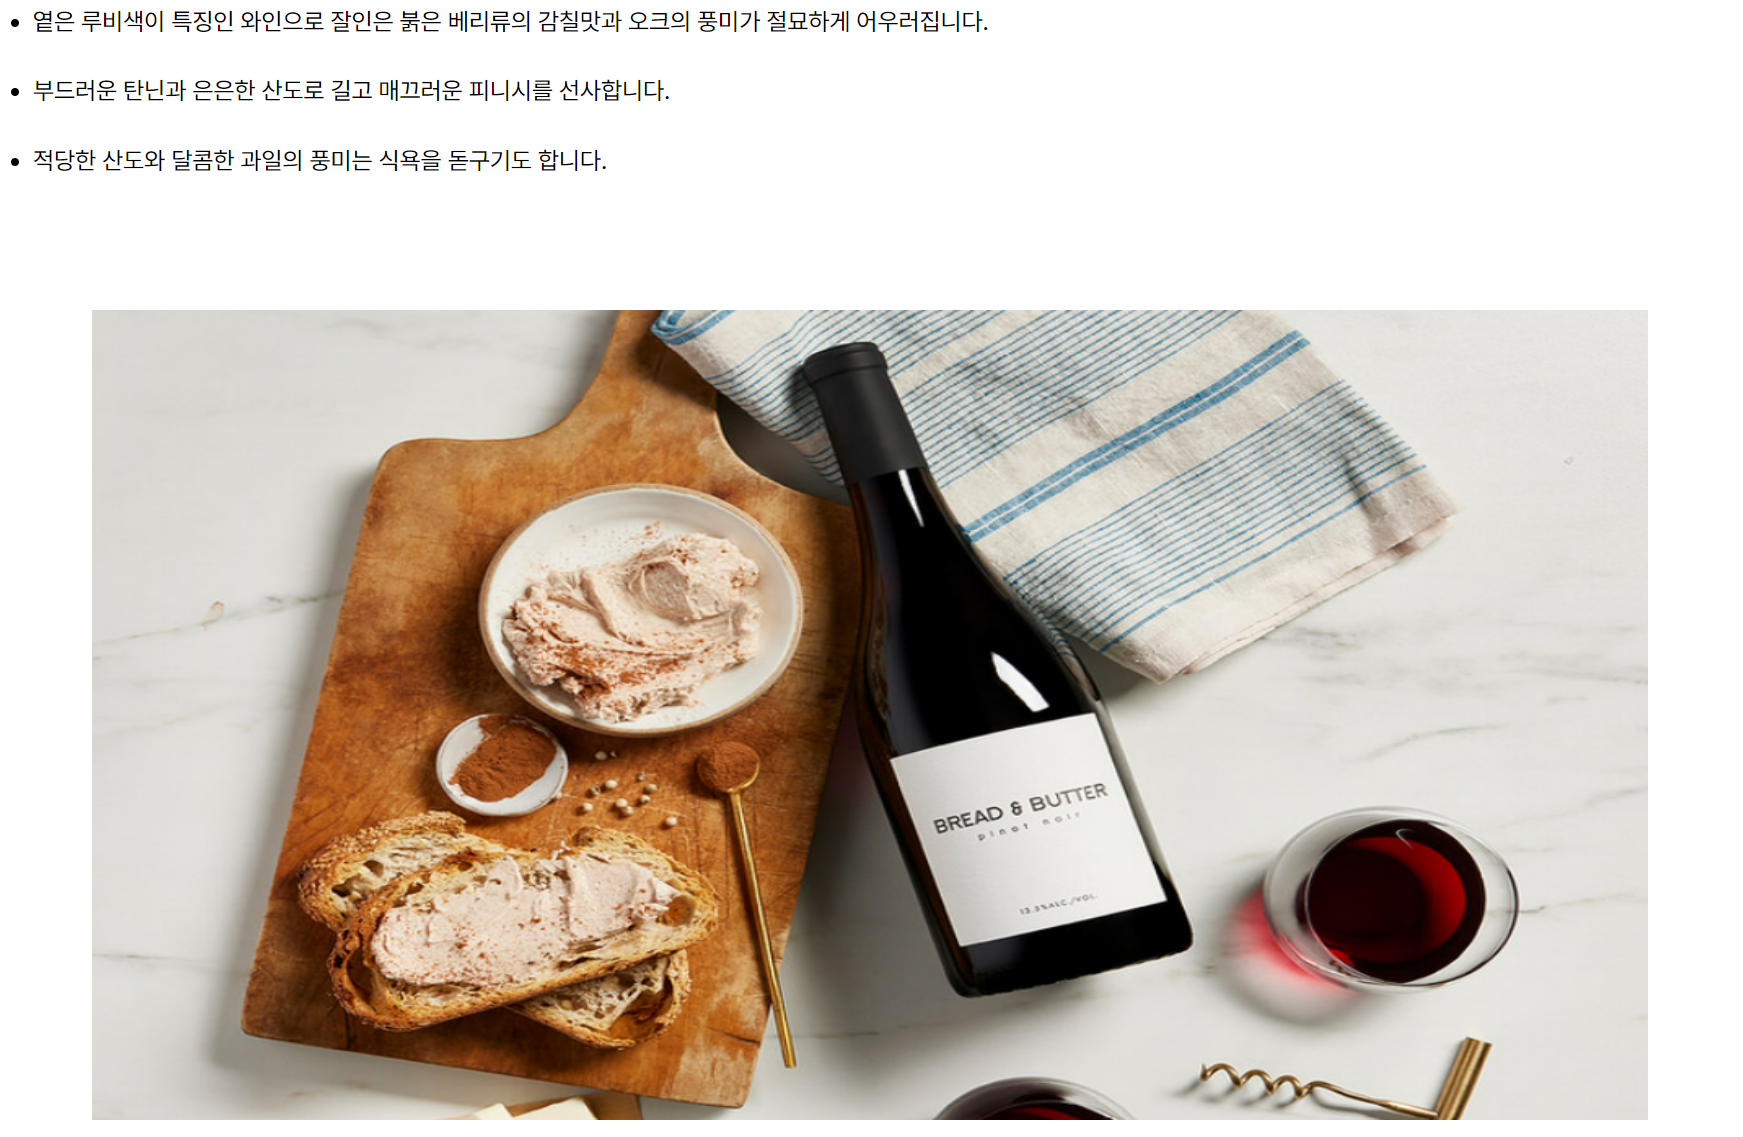 옅은 루비색이 특징인 와인으로 잘인은 붉은 베리류의 감칠맛과 오크의 풍미가 절묘하게 어우러집니다.
부드러운 탄닌과 은은한 산도로 길고 매끄러운 피니시를 선사합니다.
적당한 산도와 달콤한 과일의 풍미는 식욕을 돋구기도 합니다.
BREAD & BUTTER
pinot noir
13.5%ALC./VOL.